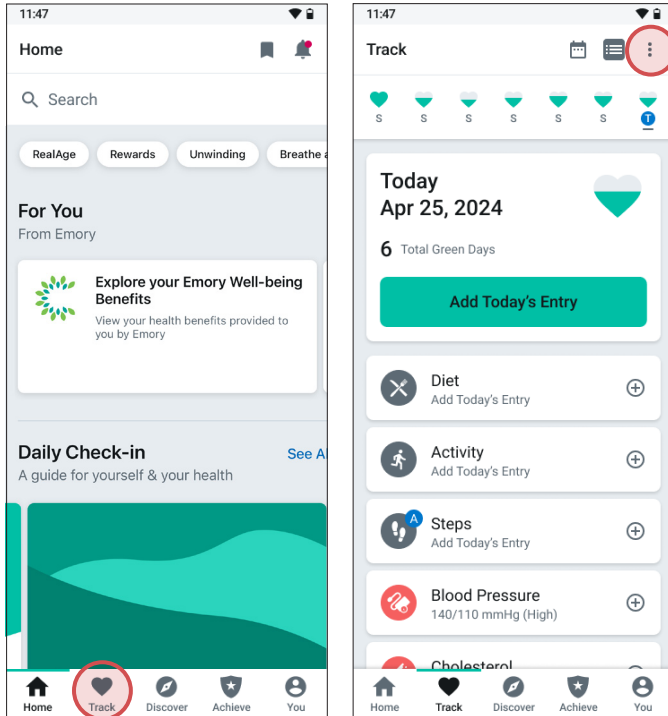 11:47
Home
Search
RealAge
Rewards
Unwinding
Breathe a
For You
From Emory
Explore your Emory Well-being
Benefits
View your health benefits provided to
you by Emory
Daily Check-in
See Al
A guide for yourself & your health
Home
Track
Discover
Achieve
You
11:47
Track
S
S
S
S
S
S
T
Today
Apr 25, 2024
6 Total Green Days
Add Today's Entry
Diet
Add Today's Entry
Activity
Add Today's Entry
A
Steps
Add Today's Entry
Blood Pressure
140/110 mmHg (High)
Cholesterol
Home
Track
Discover
Achieve
You